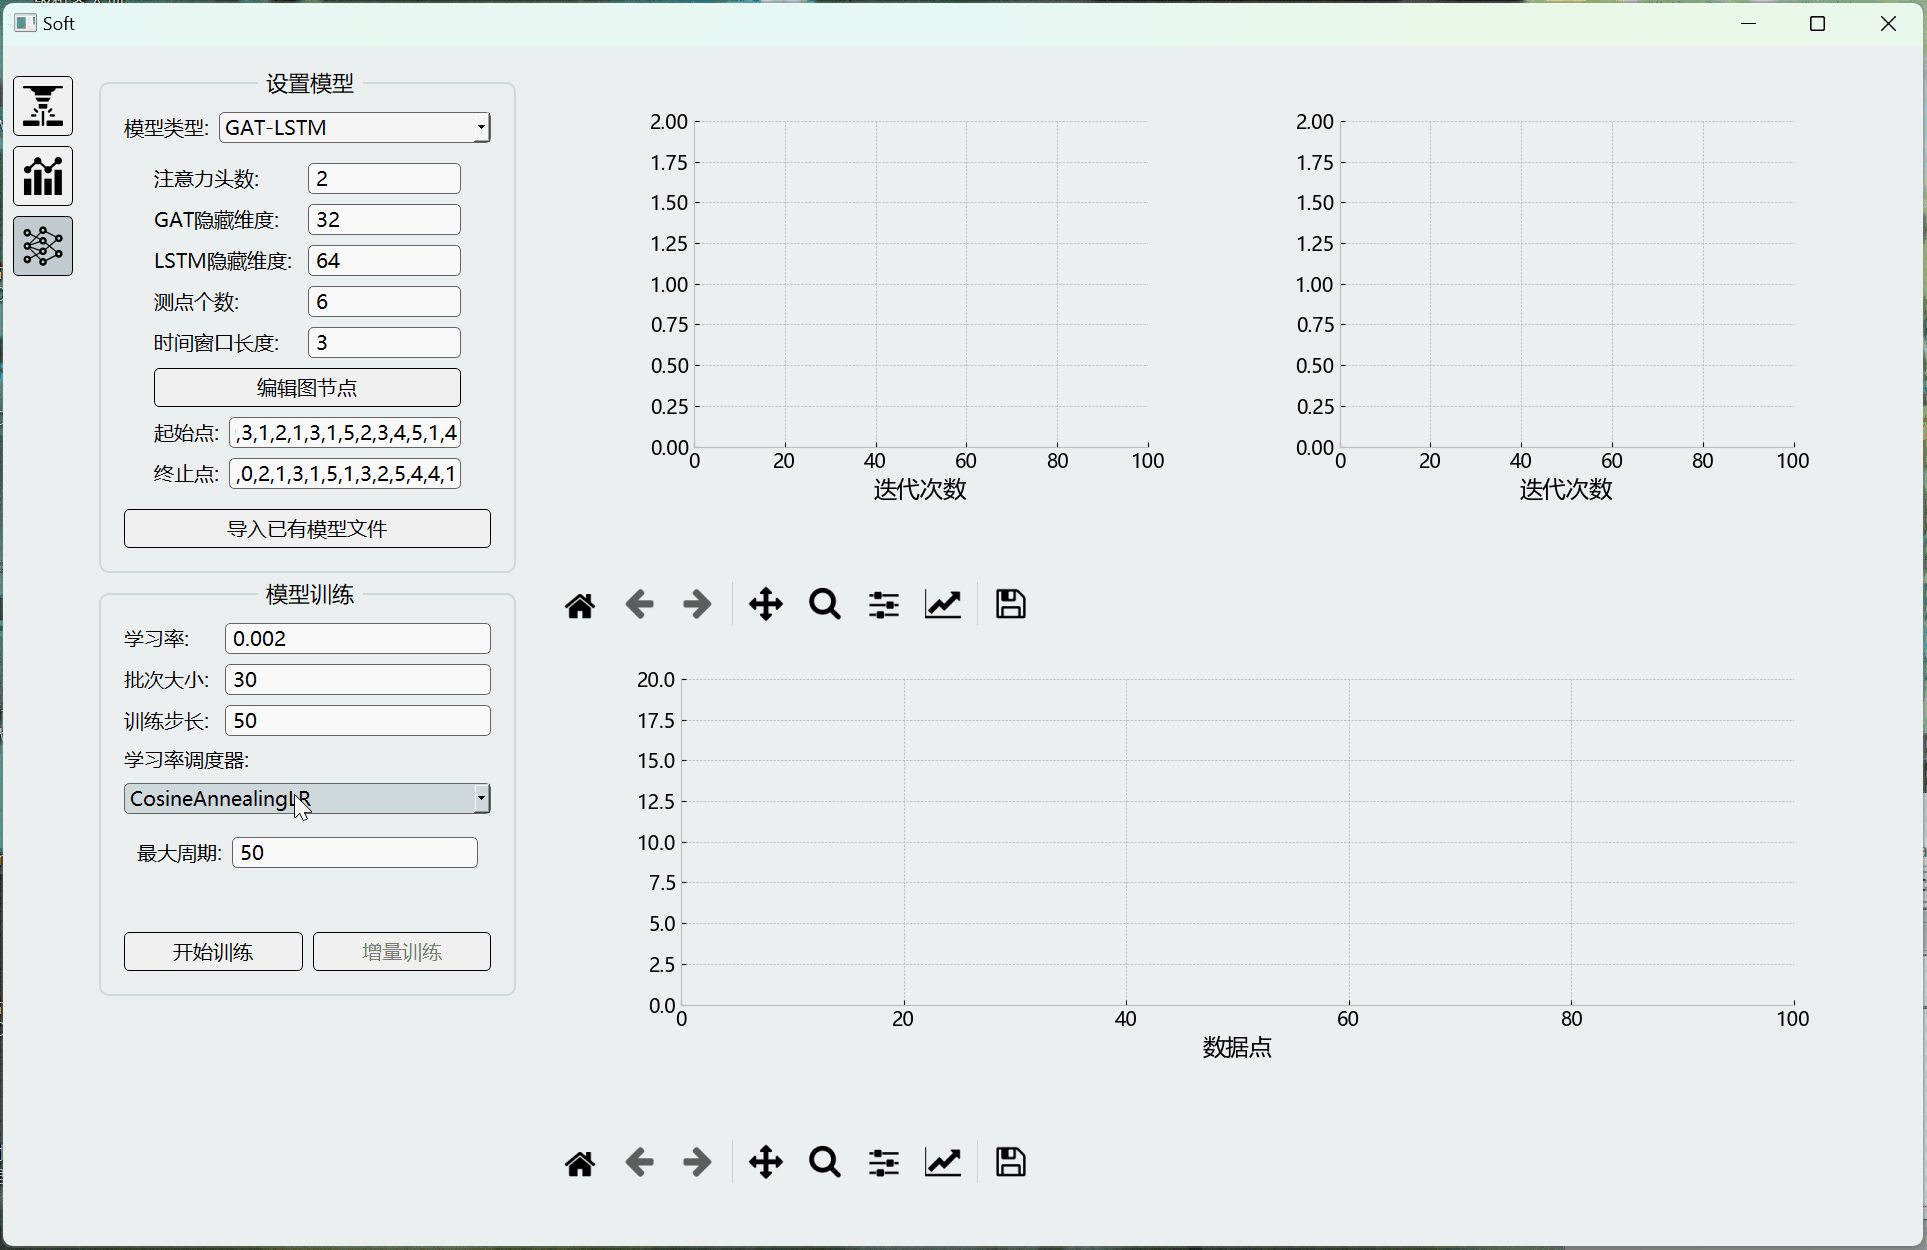 Soft
设置模型
模型类型: GAT-LSTM
注意力头数: 2
GAT隐藏维度: 32
LSTM隐藏维度: 64
测点个数: 6
时间窗口长度: 3
编辑图节点
起始点: ,3,1,2,1,3,1,5,2,3,4,5,1,4
终止点: ,0,2,1,3,1,5,1,3,2,5,4,4,1
导入已有模型文件
模型训练
学习率: 0.002
批次大小: 30
训练步长: 50
学习率调度器:
CosineAnnealingLR
最大周期: 50
开始训练 增量训练
2.00
1.75
1.50
1.25
1.00
0.75
0.50
0.25
0.00
0 20 40 60 80 100
迭代次数
2.00
1.75
1.50
1.25
1.00
0.75
0.50
0.25
0.00
0 20 40 60 80 100
迭代次数
20.0
17.5
15.0
12.5
10.0
7.5
5.0
2.5
0.0
0 20 40 60 80 100
数据点